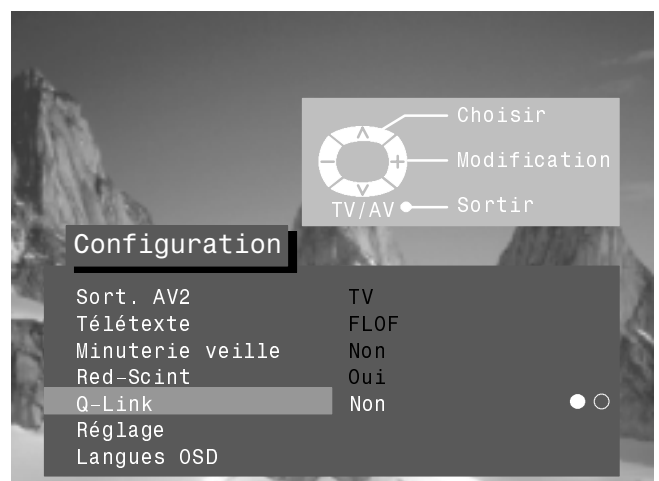 Choisir
Modification
TV/AV Sortir
Configuration
Sort. AV2 TV
Télétexte FLOF
Minuterie veille Non
Red-Scint Oui
Q-Link Non
Réglage
Langues OSD